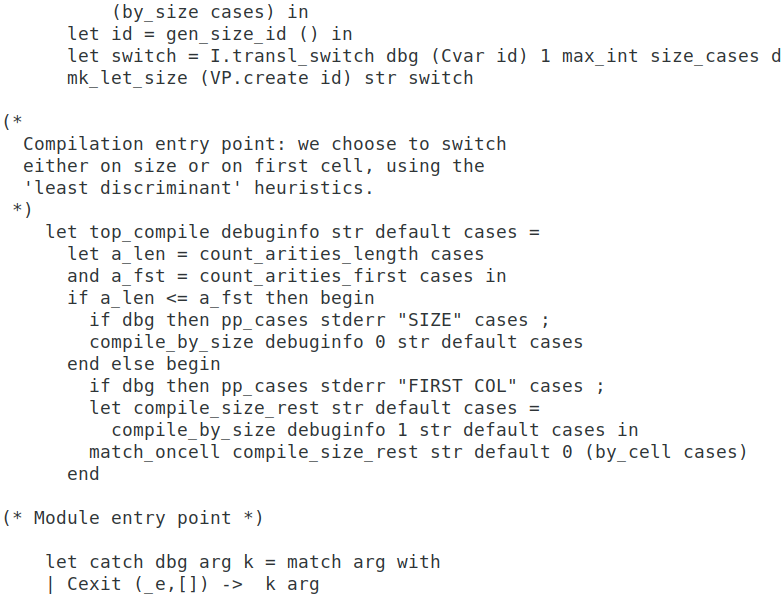 (by_size cases) in
      let id = gen_size_id () in
      let switch = I.transl_switch dbg (Cvar id) 1 max_int size_cases d
      mk_let_size (VP.create id) str switch

(*
  Compilation entry point: we choose to switch
  either on size or on first cell, using the
  'least discriminant' heuristics.
 *)
    let top_compile debuginfo str default cases =
      let a_len = count_arities_length cases
      and a_fst = count_arities_first cases in
      if a_len <= a_fst then begin
        if dbg then pp_cases stderr "SIZE" cases ;
        compile_by_size debuginfo 0 str default cases
      end else begin
        if dbg then pp_cases stderr "FIRST COL" cases ;
        let compile_size_rest str default cases =
          compile_by_size debuginfo 1 str default cases in
        match_oncell compile_size_rest str default 0 (by_cell cases)
      end

(* Module entry point *)

    let catch dbg arg k = match arg with
    | Cexit (_e,[]) ->  k arg